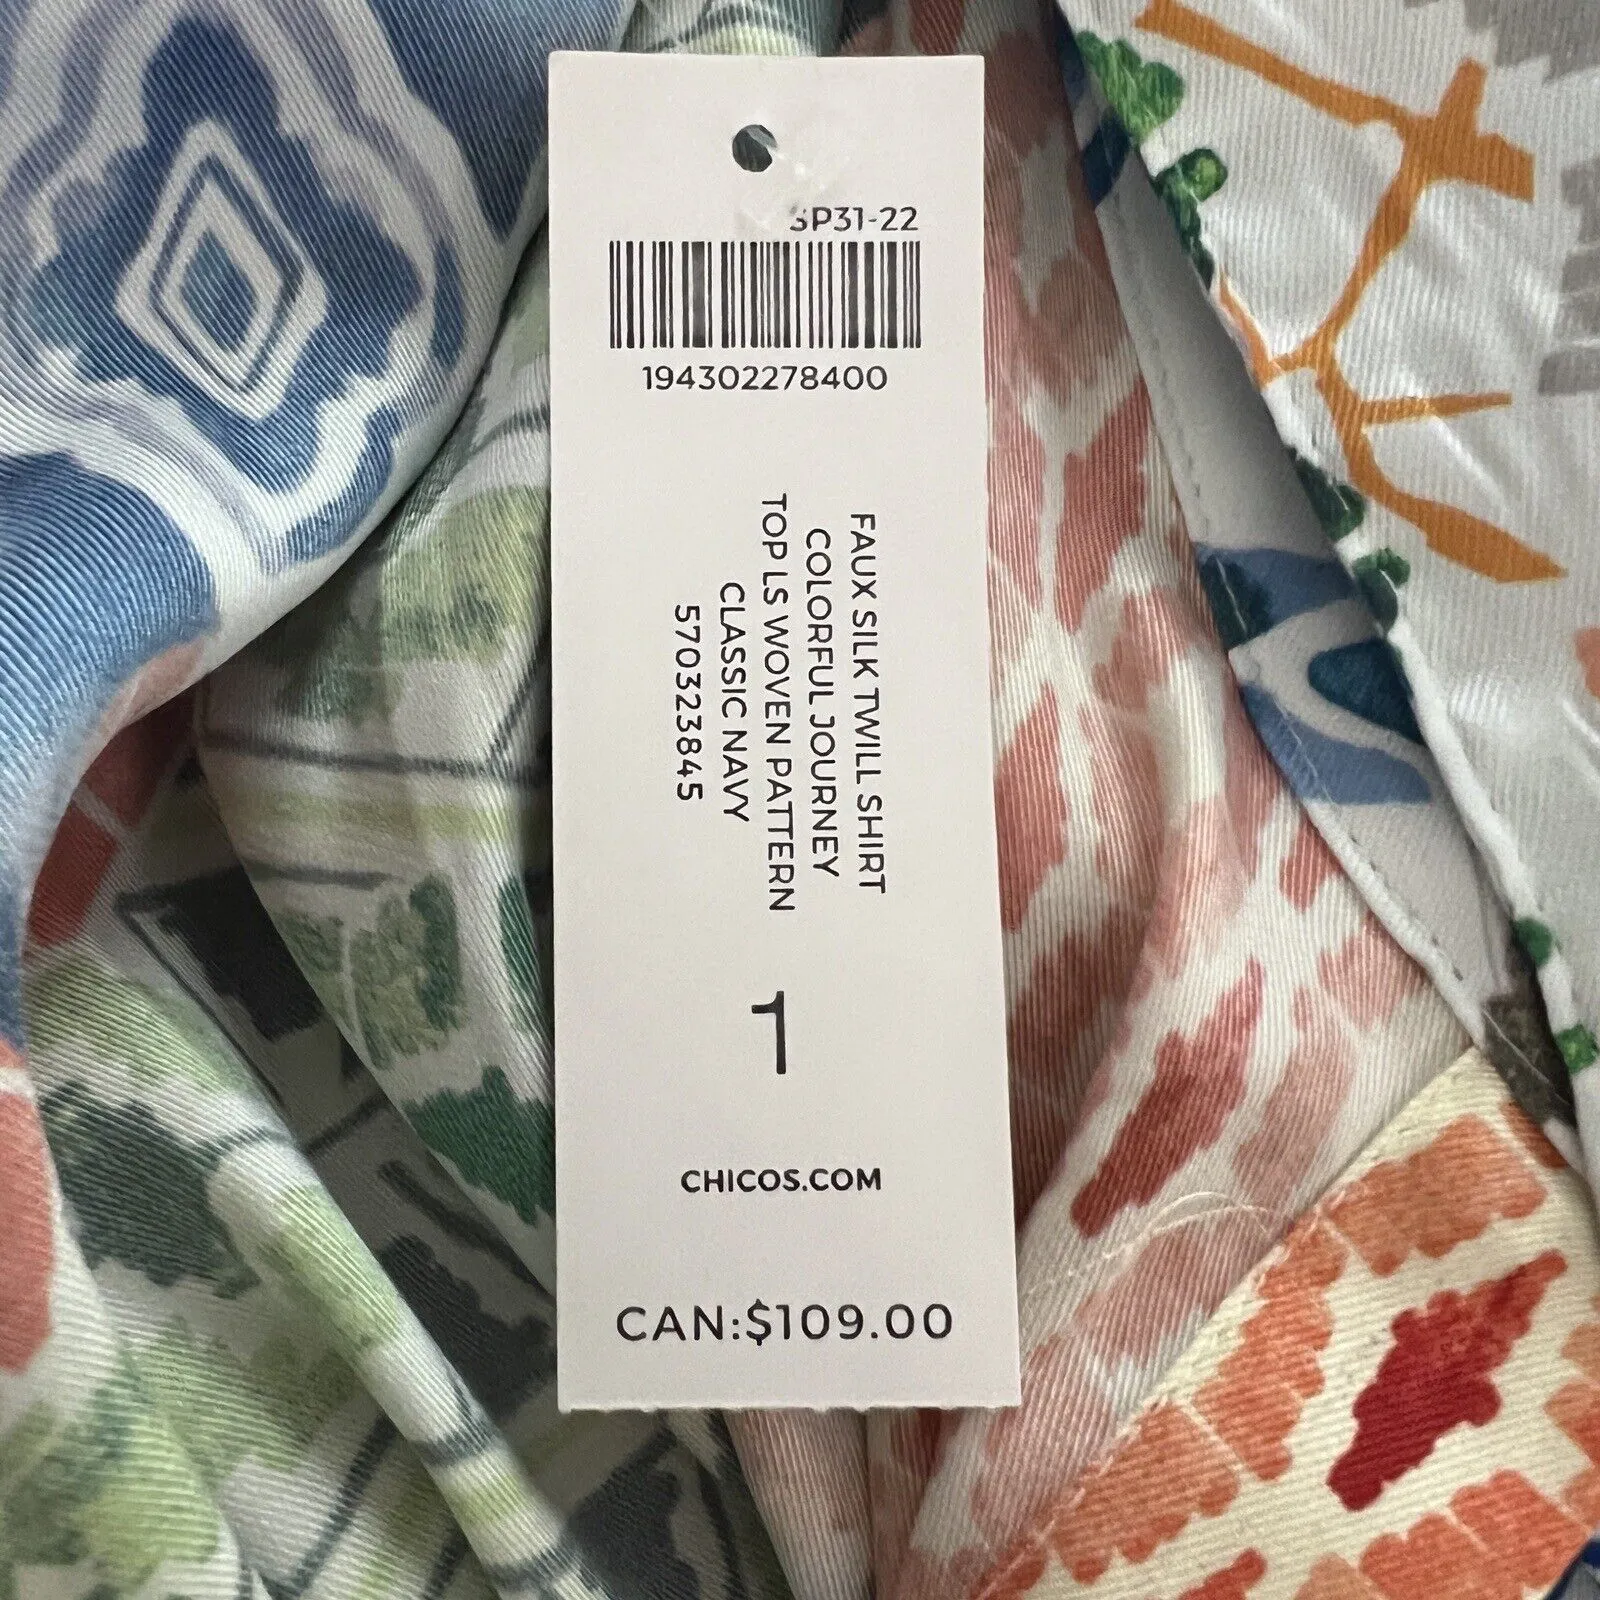 SP31-22
194302278400
FAUX SILK TWILL SHIRT
COLORFUL JOURNEY
TOP LS WOVEN PATTERN
CLASSIC NAVY
570323845
1
CHICOS.COM
CAN:$109.00